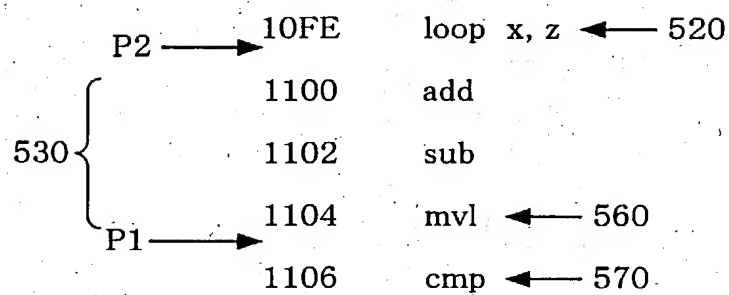 10FE loop x, z 520
P2
1100 add
530 1102 sub
1104 mvl 560
P1
1106 cmp 570